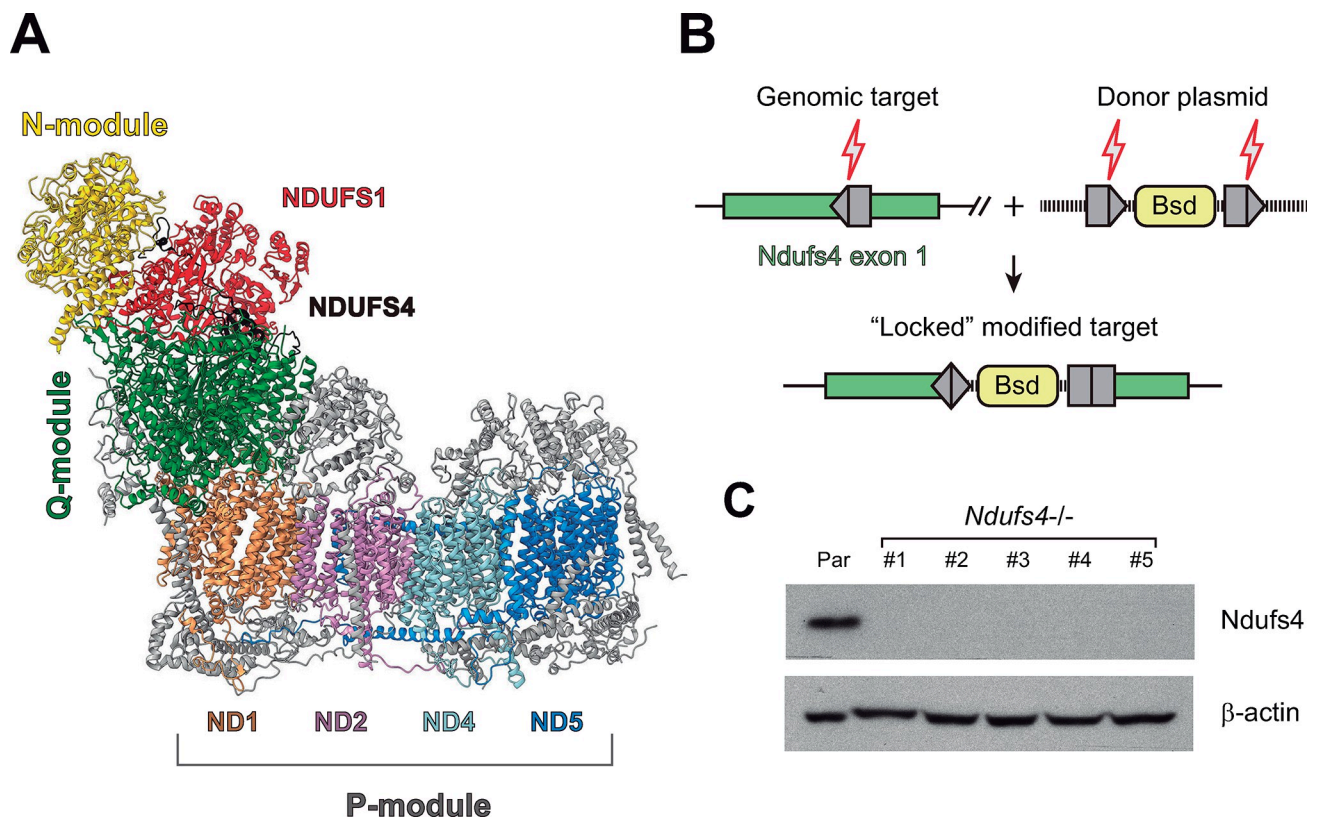 A
N-module
NDUFS1
NDUFS4
Q-module
ND1 ND2 ND4 ND5
P-module
B
Genomic target Donor plasmid
+ Bsd
Ndufs4 exon 1
“Locked” modified target
Bsd
C
Ndufs4-/-
Par #1 #2 #3 #4 #5
Ndufs4
β-actin